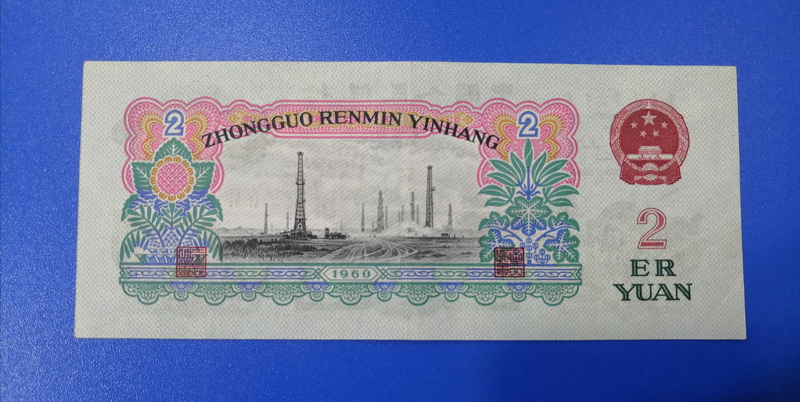 2
2
ZHONGGUO RENMIN YINHANG
1960
2
ER
YUAN